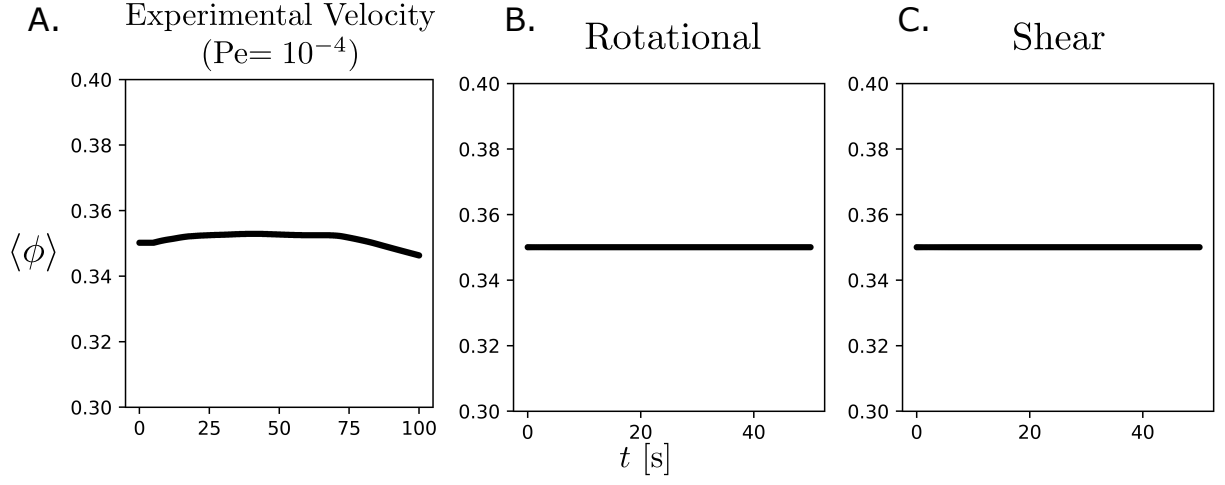 A.
Experimental Velocity
(Pe= 10⁻⁴)
B.
Rotational
C.
Shear
⟨ϕ⟩
0.40
0.38
0.36
0.34
0.32
0.30
0 25 50 75 100
0.40
0.38
0.36
0.34
0.32
0.30
0 20 40
0.40
0.38
0.36
0.34
0.32
0.30
0 20 40
t [s]